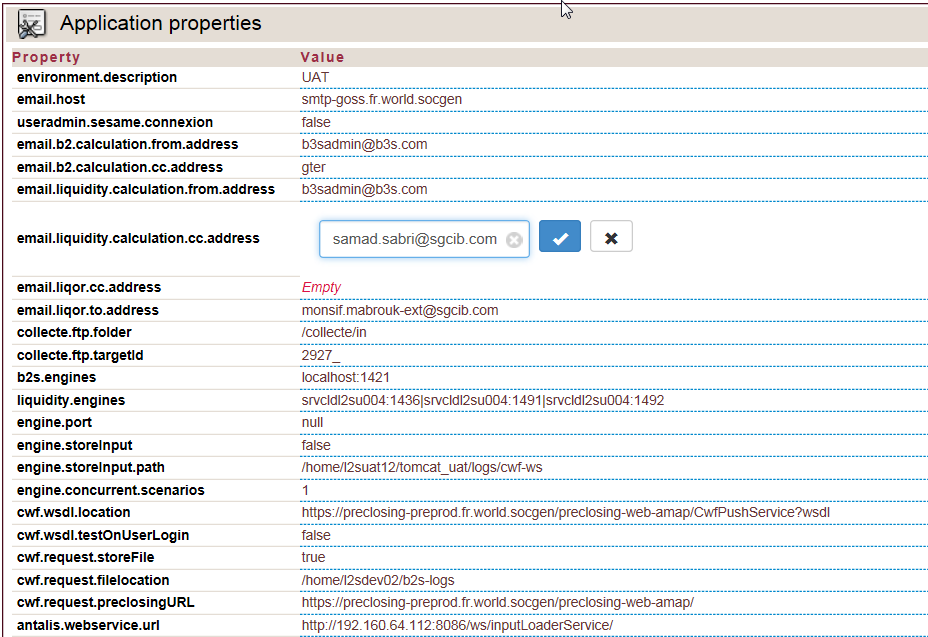 Application properties
Property Value
environment.description UAT
email.host smtp-goss.fr.world.socgen
useradmin.sesame.connexion false
email.b2.calculation.from.address b3sadmin@b3s.com
email.b2.calculation.cc.address gter
email.liquidity.calculation.from.address b3sadmin@b3s.com
email.liquidity.calculation.cc.address samad.sabri@sgcib.com
email.liqor.cc.address Empty
email.liqor.to.address monsif.mabrouk-ext@sgcib.com
collecte.ftp.folder /collecte/in
collecte.ftp.targetId 2927_
b2s.engines localhost:1421
liquidity.engines srvcldl2su004:1436|srvcldl2su004:1491|srvcldl2su004:1492
engine.port null
engine.storeInput false
engine.storeInput.path /home/l2suat12/tomcat_uat/logs/cwf-ws
engine.concurrent.scenarios 1
cwf.wsdl.location https://preclosing-preprod.fr.world.socgen/preclosing-web-amap/CwfPushService?wsdl
cwf.wsdl.testOnUserLogin false
cwf.request.storeFile true
cwf.request.filelocation /home/l2sdev02/b2s-logs
cwf.request.preclosingURL https://preclosing-preprod.fr.world.socgen/preclosing-web-amap/
antalis.webservice.url http://192.160.64.112:8086/ws/inputLoaderService/